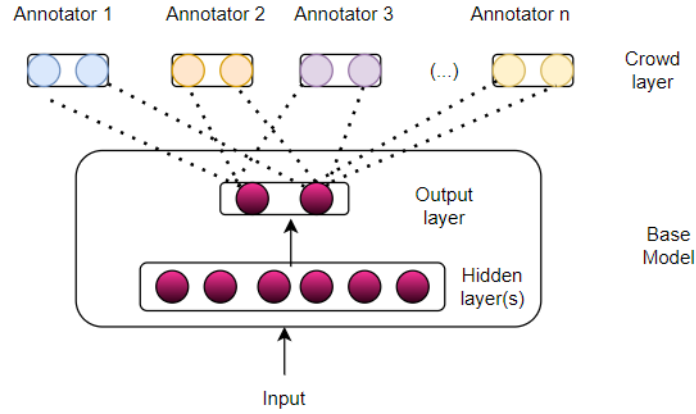 Annotator 1
Annotator 2
Annotator 3
Annotator n
(...)
Crowd
layer
Output
layer
Base
Model
Hidden
layer(s)
Input